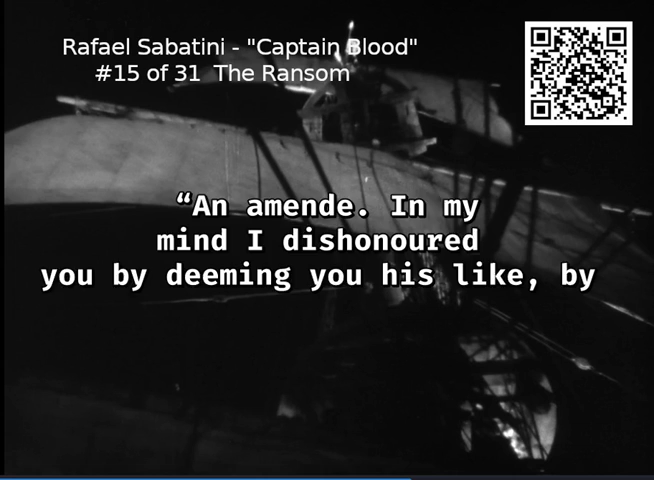 Rafael Sabatini - "Captain Blood"
#15 of 31 The Ransom
“An amende. In my
mind I dishonoured
you by deeming you his like, by